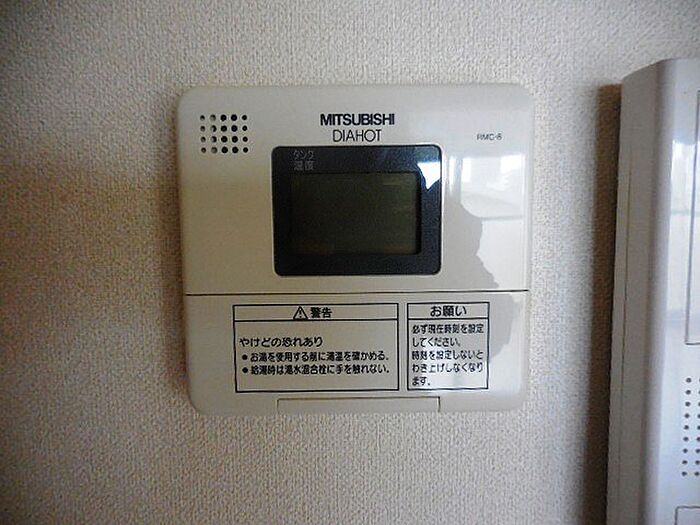 MITSUBISHI
DIAHOT
RMC-6
タンク
温度
警告
やけどの恐れあり
● お湯を使用する前に湯温を確かめる。
● 給湯時は湯水混合栓に手を触れない。
お願い
必ず現在時刻を設定
してください。
時刻を設定しないと
わき上げしなくなり
ます。